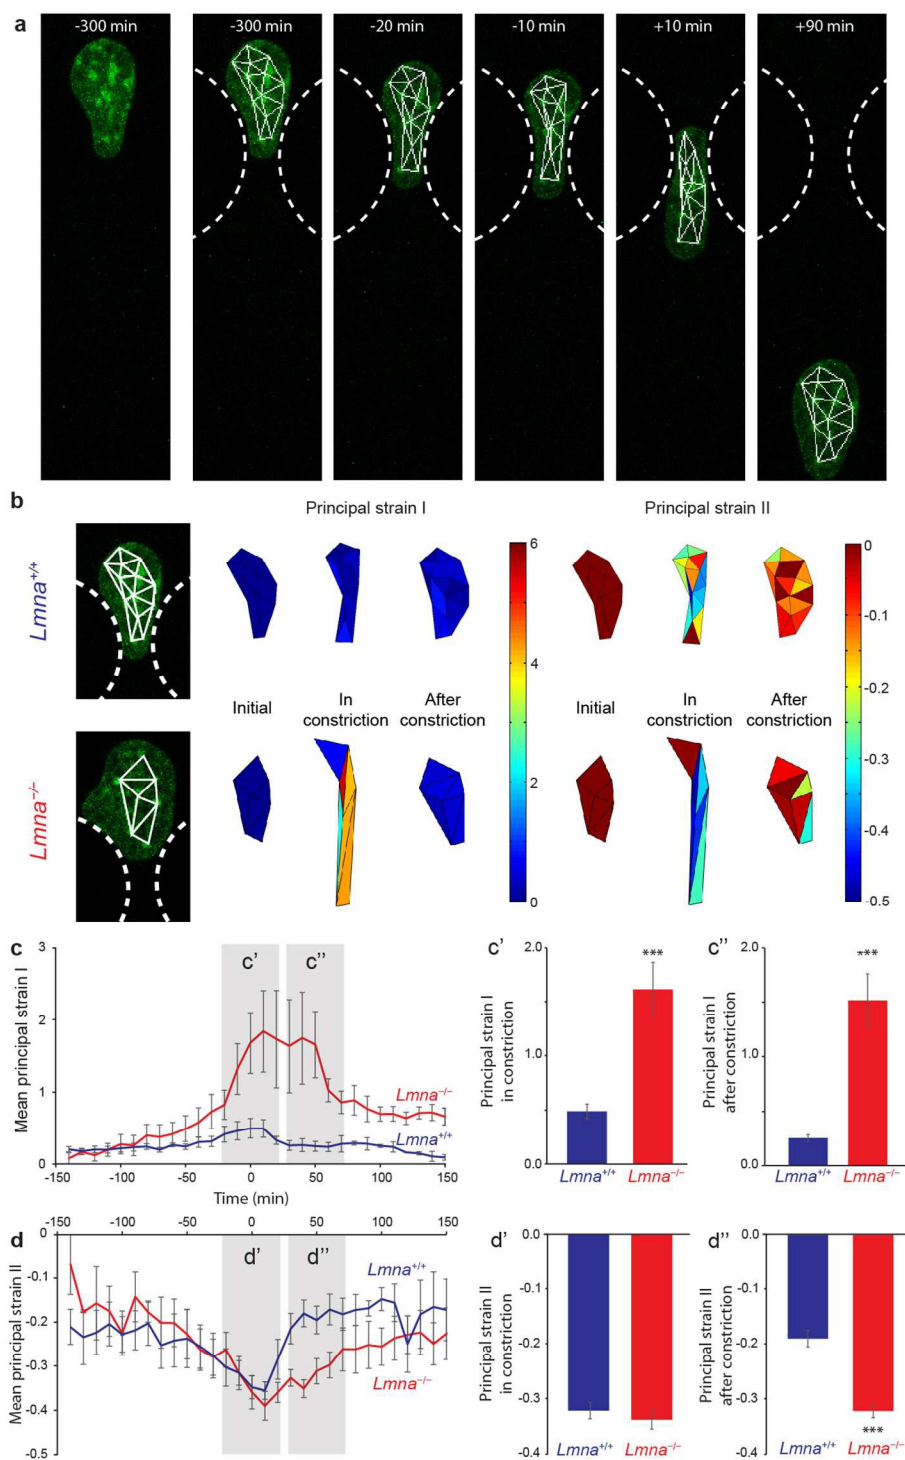 a
-300 min -300 min -20 min -10 min +10 min +90 min
b
Principal strain I Principal strain II
Lmna+/+
6
4
2
0
0
-0.1
-0.2
-0.3
-0.4
-0.5
Initial In constriction After constriction
Initial In constriction After constriction
Lmna–/–
c
Mean principal strain I
3
2
1
0
c'
c''
Lmna–/–
Lmna+/+
-150 -100 -50 0 50 100 150
Time (min)
c'
Principal strain I
in constriction
2.0
1.0
0.0
***
Lmna+/+ Lmna–/–
c''
Principal strain I
after constriction
2.0
1.0
0.0
***
Lmna+/+ Lmna–/–
d
-150 -100 -50 0 50 100 150
Mean principal strain II
0
-0.1
-0.2
-0.3
-0.4
-0.5
d'
d''
Lmna+/+
Lmna–/–
d'
Principal strain II
in constriction
0.0
-0.1
-0.2
-0.3
-0.4
Lmna+/+ Lmna–/–
d''
Principal strain II
after constriction
0.0
-0.1
-0.2
-0.3
-0.4
***
Lmna+/+ Lmna–/–